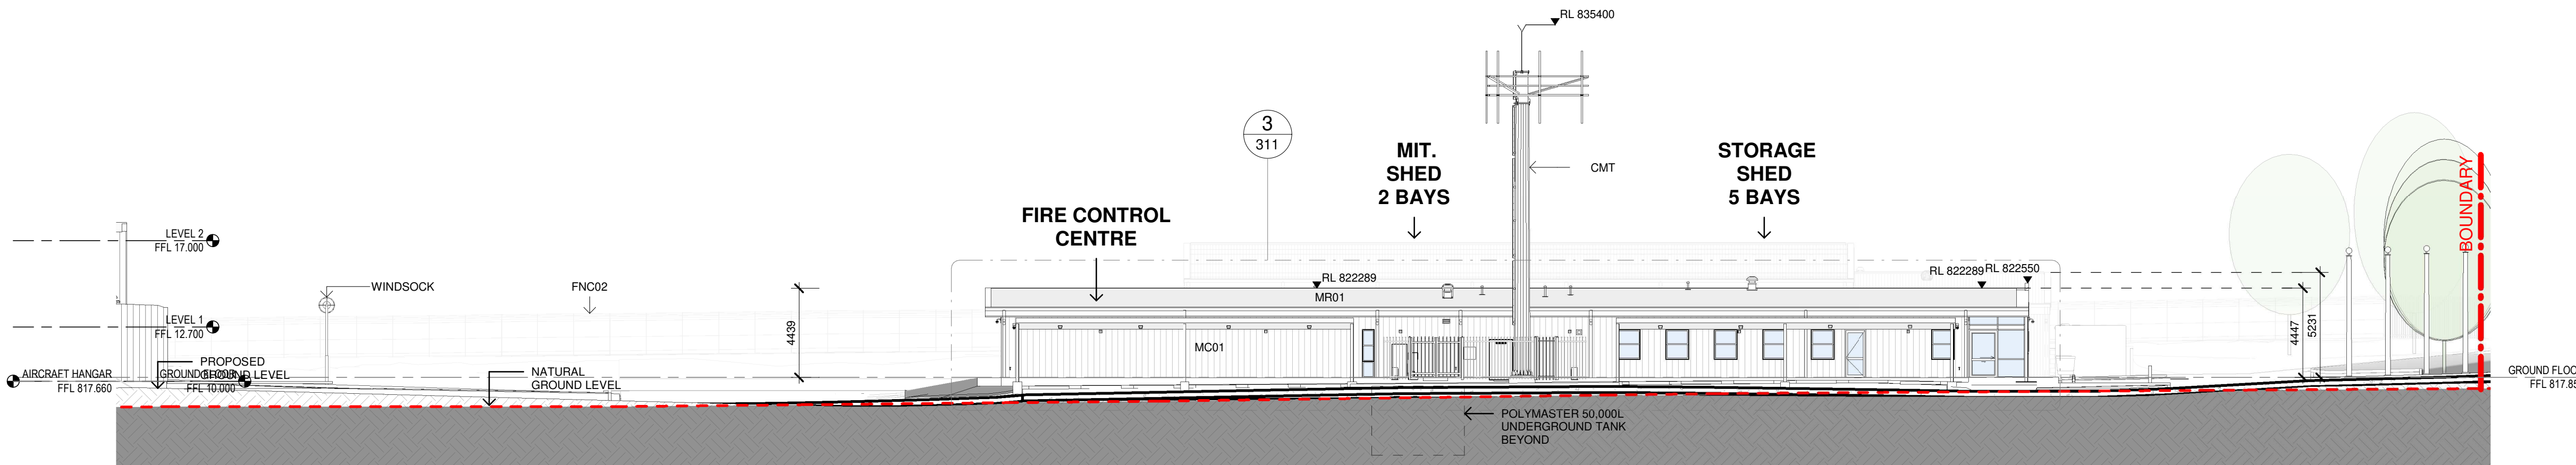 RL 835400
3
311
MIT.
SHED
2 BAYS
STORAGE
SHED
5 BAYS
CMT
BOUNDARY
FIRE CONTROL
CENTRE
LEVEL 2
FFL 17.000
WINDSOCK
FNC02
RL 822289
RL 822289
RL 822550
MR01
LEVEL 1
FFL 12.700
4439
MC01
4447
5231
PROPOSED
GROUND LEVEL
AIRCRAFT HANGAR
FFL 817.660
GROUND FLOOR
FFL 10.000
NATURAL
GROUND LEVEL
GROUND FLOO
FFL 817.85
POLYMASTER 50,000L
UNDERGROUND TANK
BEYOND